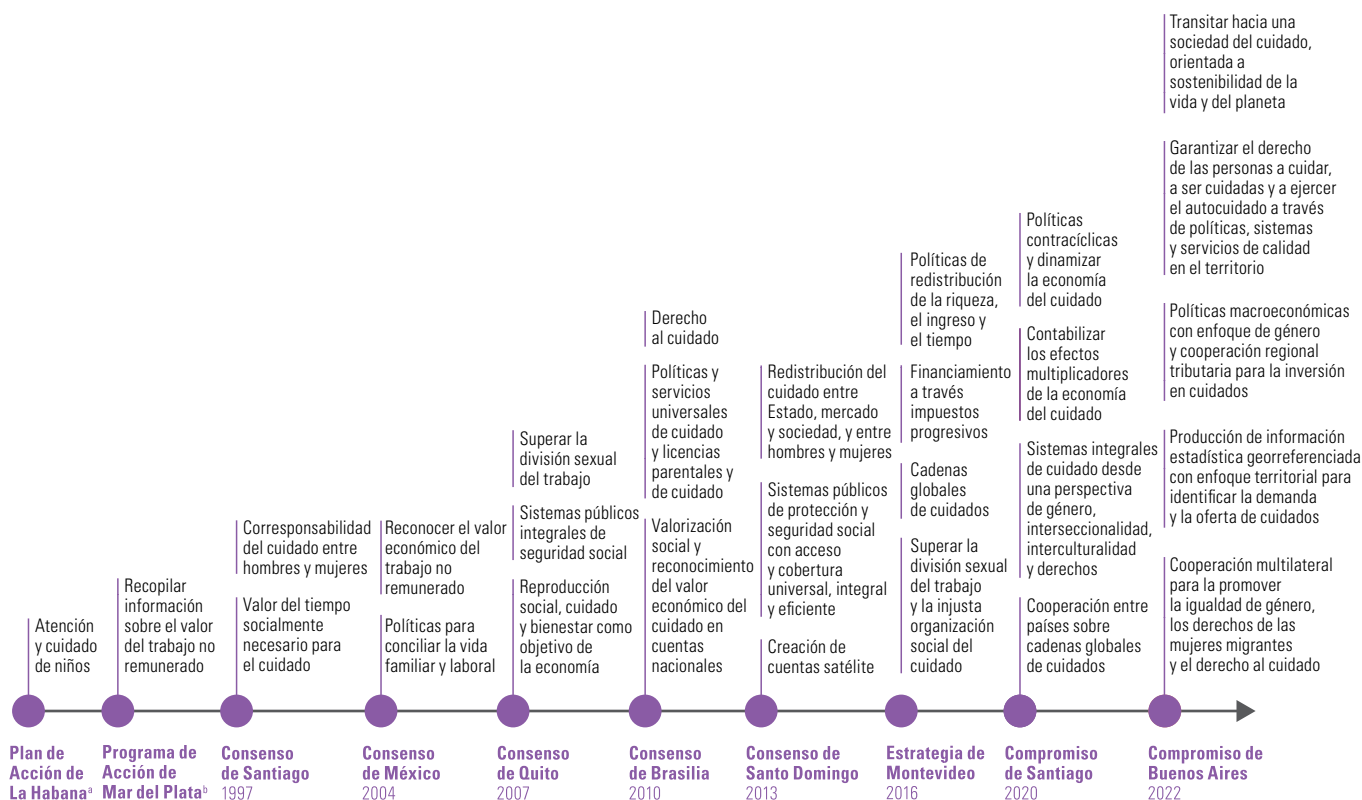 Atención
y cuidado
de niños
Plan de
Acción de
La Habanaᵃ
Recopilar
información
sobre el valor
del trabajo no
remunerado
Programa de
Acción de
Mar del Plataᵇ
Corresponsabilidad
del cuidado entre
hombres y mujeres
Valor del tiempo
socialmente
necesario para
el cuidado
Consenso
de Santiago
1997
Reconocer el valor
económico del
trabajo no
remunerado
Políticas para
conciliar la vida
familiar y laboral
Consenso
de México
2004
Superar la
división sexual
del trabajo
Sistemas públicos
integrales de
seguridad social
Reproducción
social, cuidado
y bienestar como
objetivo de
la economía
Consenso
de Quito
2007
Derecho
al cuidado
Políticas y
servicios
universales
de cuidado
y licencias
parentales y
de cuidado
Valorización
social y
reconocimiento
del valor
económico del
cuidado en
cuentas
nacionales
Consenso
de Brasilia
2010
Redistribución del
cuidado entre
Estado, mercado
y sociedad, y entre
hombres y mujeres
Sistemas públicos
de protección y
seguridad social
con acceso
y cobertura
universal, integral
y eficiente
Creación de
cuentas satélite
Consenso de
Santo Domingo
2013
Políticas de
redistribución
de la riqueza,
el ingreso y
el tiempo
Financiamiento
a través
impuestos
progresivos
Cadenas
globales
de cuidados
Superar la
división sexual
del trabajo
y la injusta
organización
social del
cuidado
Estrategia de
Montevideo
2016
Políticas
contracíclicas
y dinamizar
la economía
del cuidado
Contabilizar
los efectos
multiplicadores
de la economía
del cuidado
Sistemas integrales
de cuidado desde
una perspectiva
de género,
interseccionalidad,
interculturalidad
y derechos
Cooperación entre
países sobre
cadenas globales
de cuidados
Compromiso
de Santiago
2020
Transitar hacia una
sociedad del cuidado,
orientada a
sostenibilidad de la
vida y del planeta
Garantizar el derecho
de las personas a cuidar,
a ser cuidadas y a ejercer
el autocuidado a través
de políticas, sistemas
y servicios de calidad
en el territorio
Políticas macroeconómicas
con enfoque de género
y cooperación regional
tributaria para la inversión
en cuidados
Producción de información
estadística georreferenciada
con enfoque territorial para
identificar la demanda
y la oferta de cuidados
Cooperación multilateral
para la promover
la igualdad de género,
los derechos de las
mujeres migrantes
y el derecho al cuidado
Compromiso de
Buenos Aires
2022